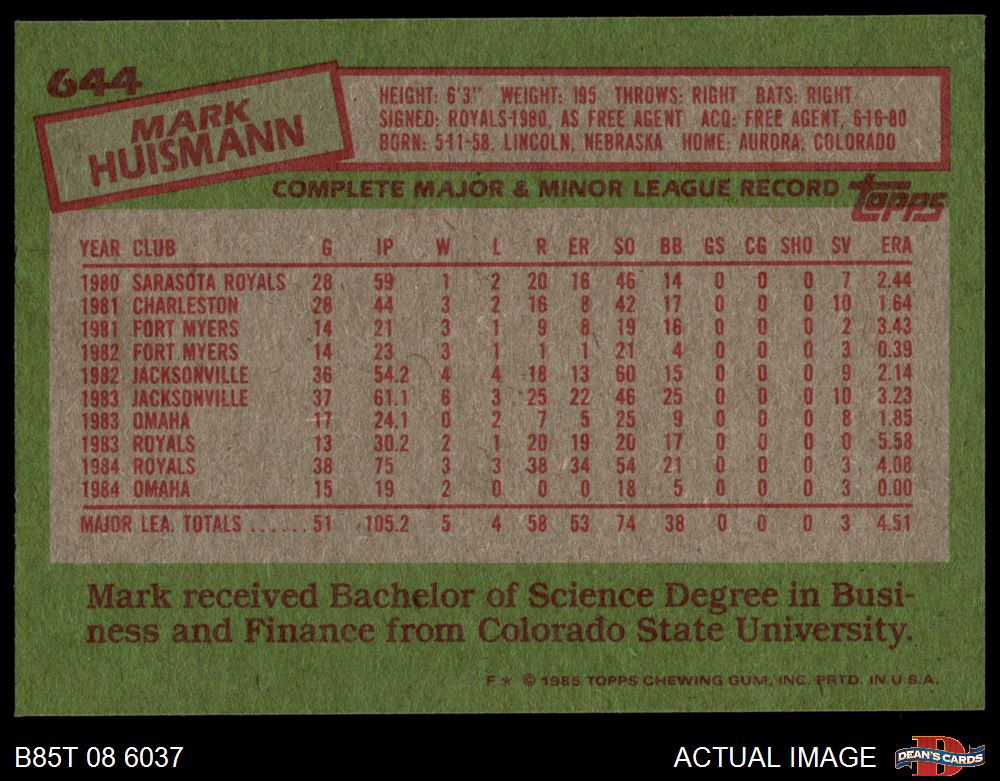 644
MARK
HUISMANN
HEIGHT: 6'3" WEIGHT: 195 THROWS: RIGHT BATS: RIGHT
SIGNED: ROYALS-1980, AS FREE AGENT ACQ: FREE AGENT, 6-16-80
BORN: 5-11-58, LINCOLN, NEBRASKA HOME: AURORA, COLORADO
COMPLETE MAJOR & MINOR LEAGUE RECORD topps
YEAR CLUB G IP W L R ER SO BB GS CG SHO SV ERA
1980 SARASOTA ROYALS 28 59 1 2 20 16 46 14 0 0 0 7 2.44
1981 CHARLESTON 28 44 3 2 16 8 42 17 0 0 0 10 1.64
1981 FORT MYERS 14 21 3 1 9 8 19 16 0 0 0 2 3.43
1982 FORT MYERS 14 23 3 1 1 1 21 4 0 0 0 3 0.39
1982 JACKSONVILLE 36 54.2 4 4 18 13 60 15 0 0 0 9 2.14
1983 JACKSONVILLE 37 61.1 6 3 25 22 46 25 0 0 0 10 3.23
1983 OMAHA 17 24.1 0 2 7 5 25 9 0 0 0 8 1.85
1983 ROYALS 13 30.2 2 1 20 19 20 17 0 0 0 0 5.58
1984 ROYALS 38 75 3 3 38 34 54 21 0 0 0 3 4.08
1984 OMAHA 15 19 2 0 0 0 18 5 0 0 0 3 0.00
MAJOR LEA. TOTALS ...... 51 105.2 5 4 58 53 74 38 0 0 0 3 4.51
Mark received Bachelor of Science Degree in Busi-
ness and Finance from Colorado State University.
F * © 1985 TOPPS CHEWING GUM, INC. PRTD. IN U.S.A.
B85T 08 6037 ACTUAL IMAGE D DEAN'S CARDS